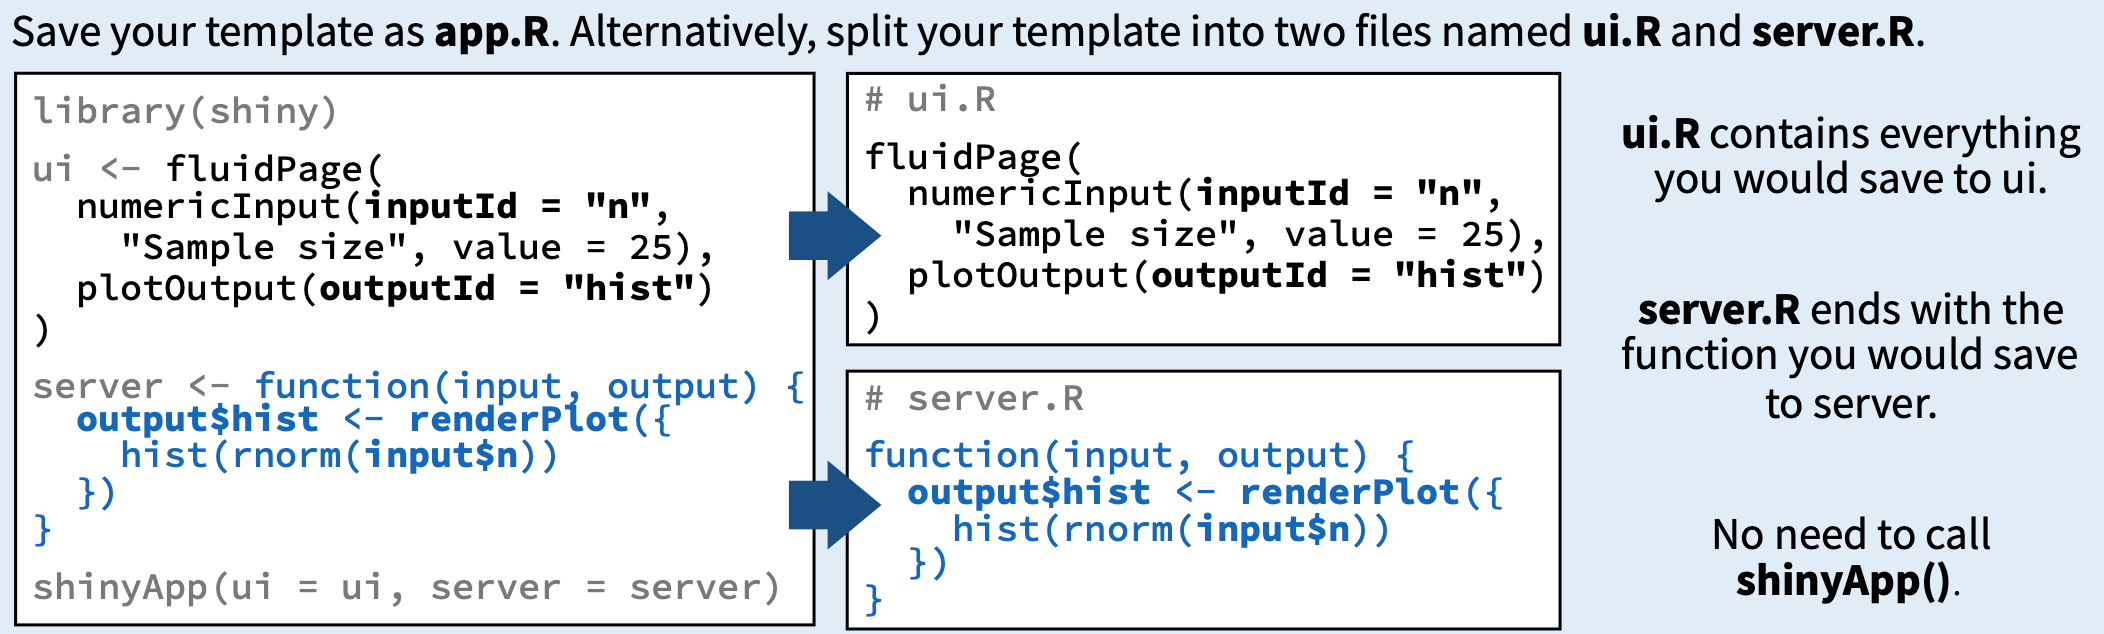 Save your template as app.R. Alternatively, split your template into two files named ui.R and server.R.
library(shiny)
ui <- fluidPage(
  numericInput(inputId = "n",
    "Sample size", value = 25),
  plotOutput(outputId = "hist")
)
server <- function(input, output) {
  output$hist <- renderPlot({
    hist(rnorm(input$n))
  })
}
shinyApp(ui = ui, server = server)
# ui.R
fluidPage(
  numericInput(inputId = "n",
    "Sample size", value = 25),
  plotOutput(outputId = "hist")
)
# server.R
function(input, output) {
  output$hist <- renderPlot({
    hist(rnorm(input$n))
  })
}
ui.R contains everything
you would save to ui.
server.R ends with the
function you would save
to server.
No need to call
shinyApp().